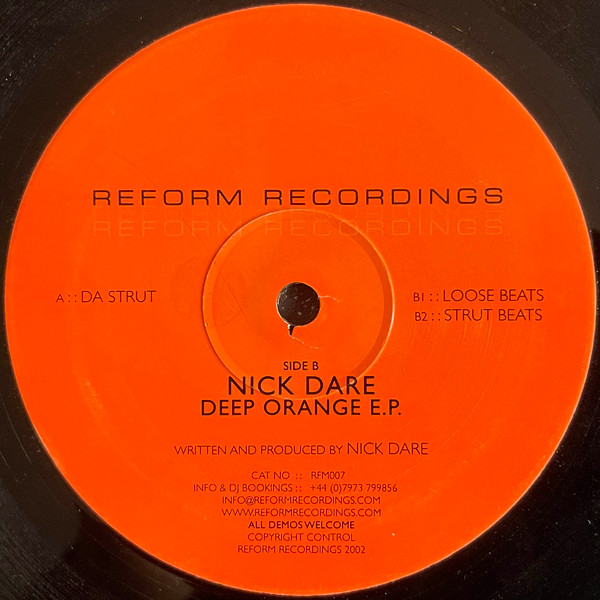 REFORM RECORDINGS
REFORM RECORDINGS
A :: DA STRUT
B1 :: LOOSE BEATS
B2 :: STRUT BEATS
SIDE B
NICK DARE
DEEP ORANGE E.P.
WRITTEN AND PRODUCED BY NICK DARE
CAT NO :: RFM007
INFO & DJ BOOKINGS :: +44 (0)7973 799856
INFO@REFORMRECORDINGS.COM
WWW.REFORMRECORDINGS.COM
ALL DEMOS WELCOME
COPYRIGHT CONTROL
REFORM RECORDINGS 2002